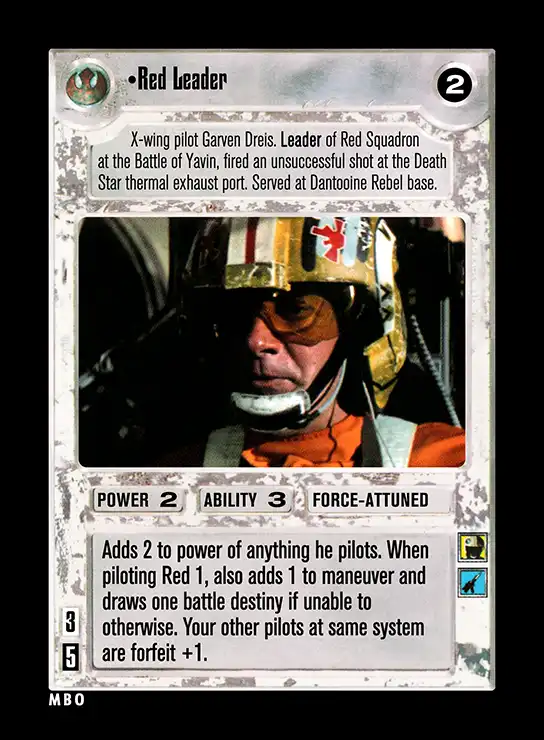 •Red Leader
2
X-wing pilot Garven Dreis. Leader of Red Squadron
at the Battle of Yavin, fired an unsuccessful shot at the Death
Star thermal exhaust port. Served at Dantooine Rebel base.
POWER 2 ABILITY 3 FORCE-ATTUNED
Adds 2 to power of anything he pilots. When
piloting Red 1, also adds 1 to maneuver and
draws one battle destiny if unable to
otherwise. Your other pilots at same system
are forfeit +1.
3
5
MBO